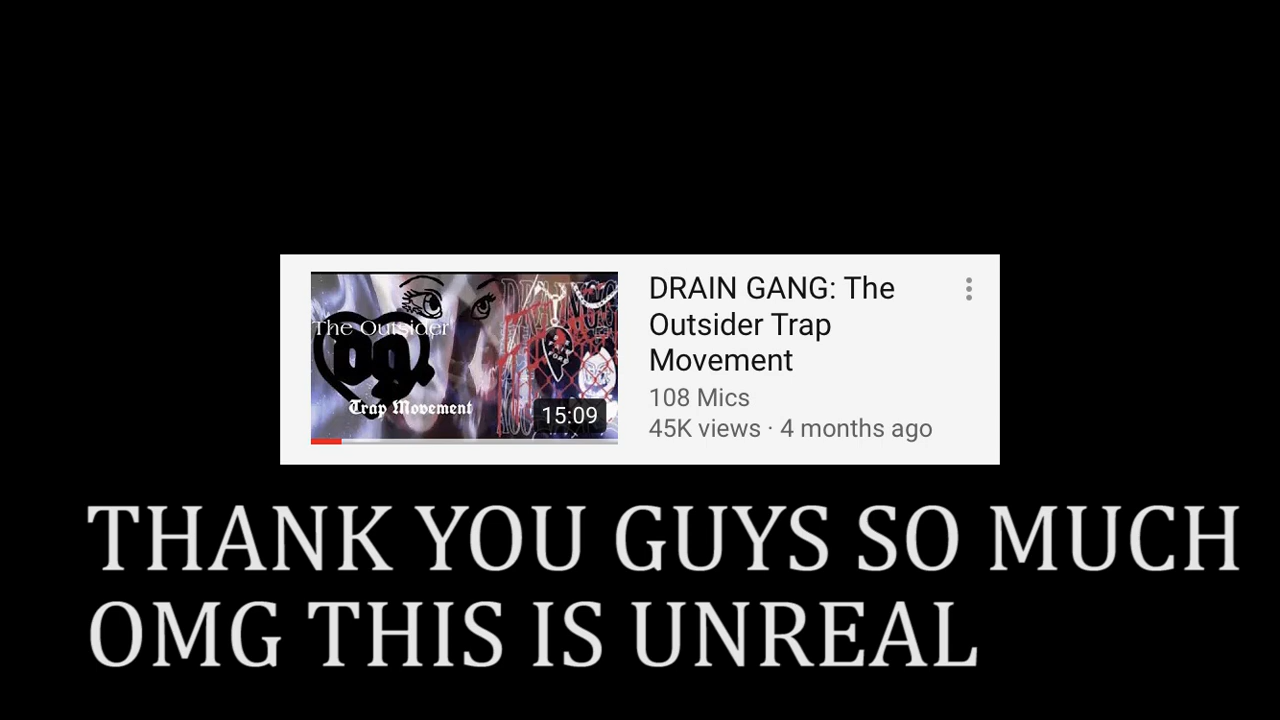 The Outsider
og.
Trap Movement
15:09
DRAIN GANG: The
Outsider Trap
Movement
108 Mics
45K views · 4 months ago
THANK YOU GUYS SO MUCH
OMG THIS IS UNREAL